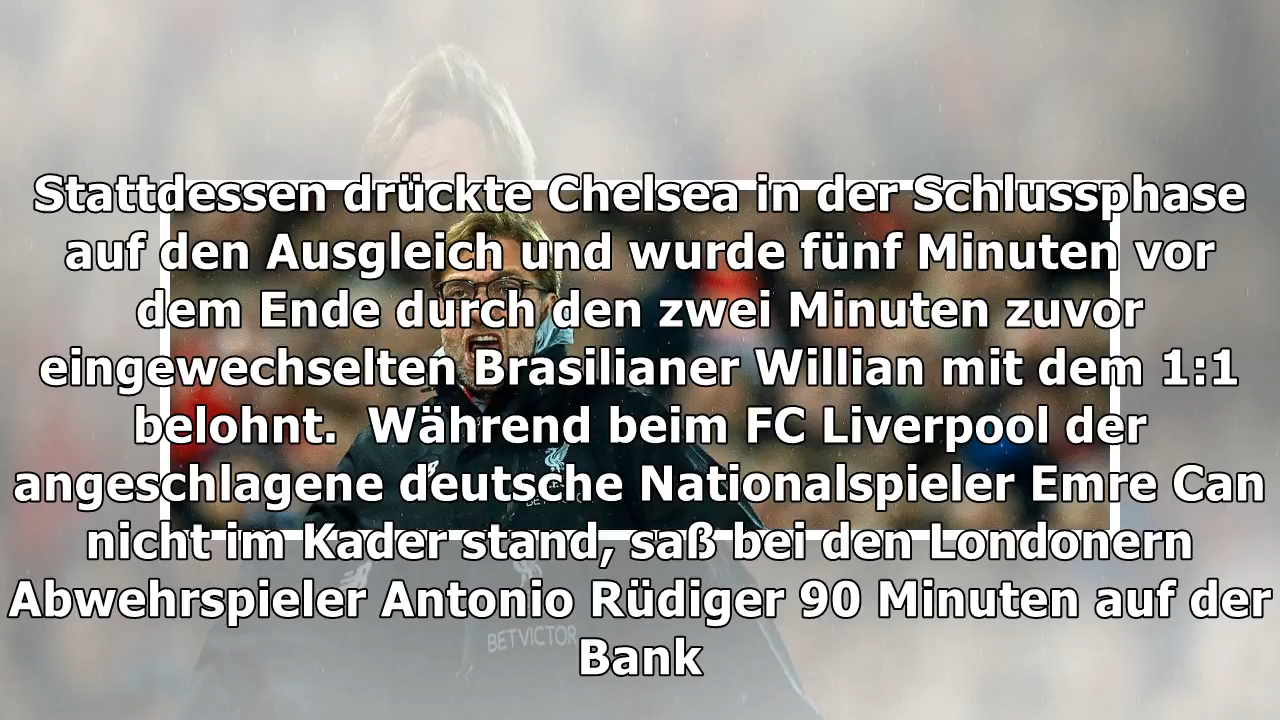 Stattdessen drückte Chelsea in der Schlussphase
auf den Ausgleich und wurde fünf Minuten vor
dem Ende durch den zwei Minuten zuvor
eingewechselten Brasilianer Willian mit dem 1:1
belohnt.  Während beim FC Liverpool der
angeschlagene deutsche Nationalspieler Emre Can
nicht im Kader stand, saß bei den Londonern
Abwehrspieler Antonio Rüdiger 90 Minuten auf der
Bank
BETVICTOR